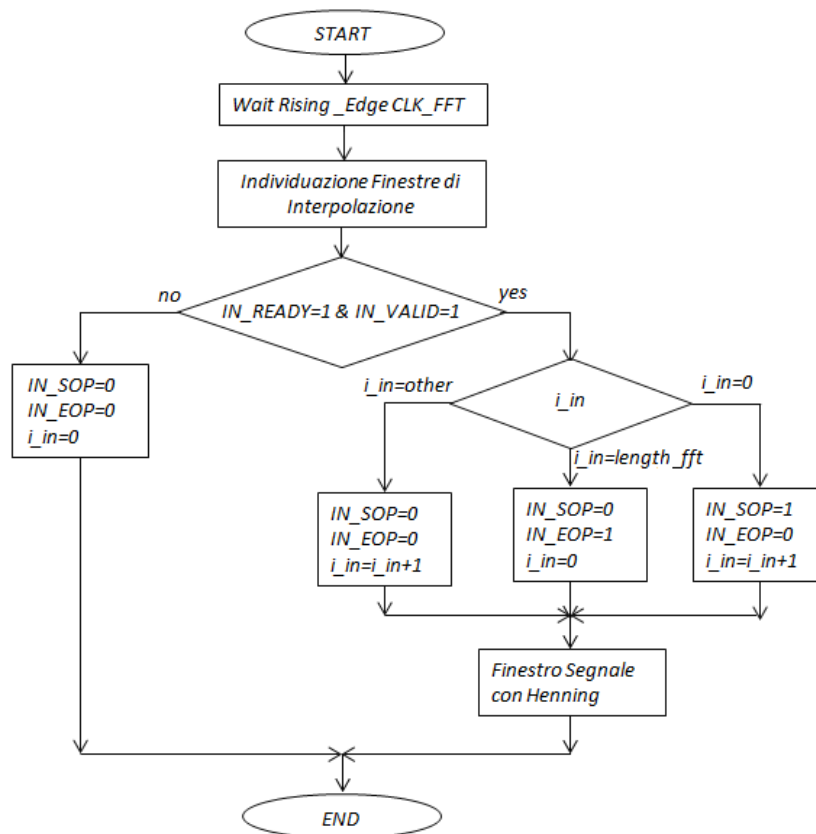 START
Wait Rising _Edge CLK_FFT
Individuazione Finestre di
Interpolazione
no
yes
IN_READY=1 & IN_VALID=1
IN_SOP=0
IN_EOP=0
i_in=0
i_in=other
i_in=0
i_in
i_in=length_fft
IN_SOP=0
IN_EOP=0
i_in=i_in+1
IN_SOP=0
IN_EOP=1
i_in=0
IN_SOP=1
IN_EOP=0
i_in=i_in+1
Finestro Segnale
con Henning
END